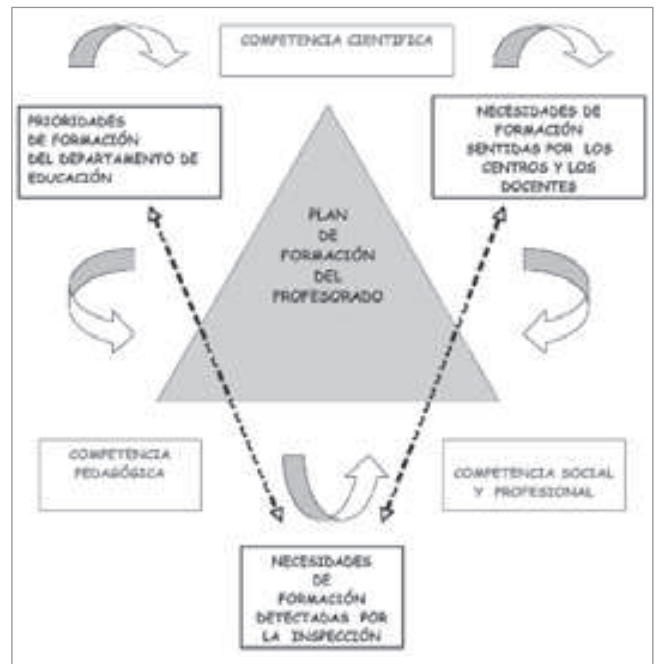 COMPETENCIA CIENTIFICA
PRIORIDADES
DE FORMACIÓN
DEL DEPARTAMENTO DE
EDUCACIÓN
NECESIDADES DE
FORMACIÓN
SENTIDAS POR LOS
CENTROS Y LOS
DOCENTES
PLAN
DE
FORMACIÓN
DEL
PROFESORADO
COMPETENCIA
PEDAGÓGICA
COMPETENCIA SOCIAL
Y PROFESIONAL
NECESIDADES
DE
FORMACIÓN
DETECTADAS POR
LA INSPECCIÓN